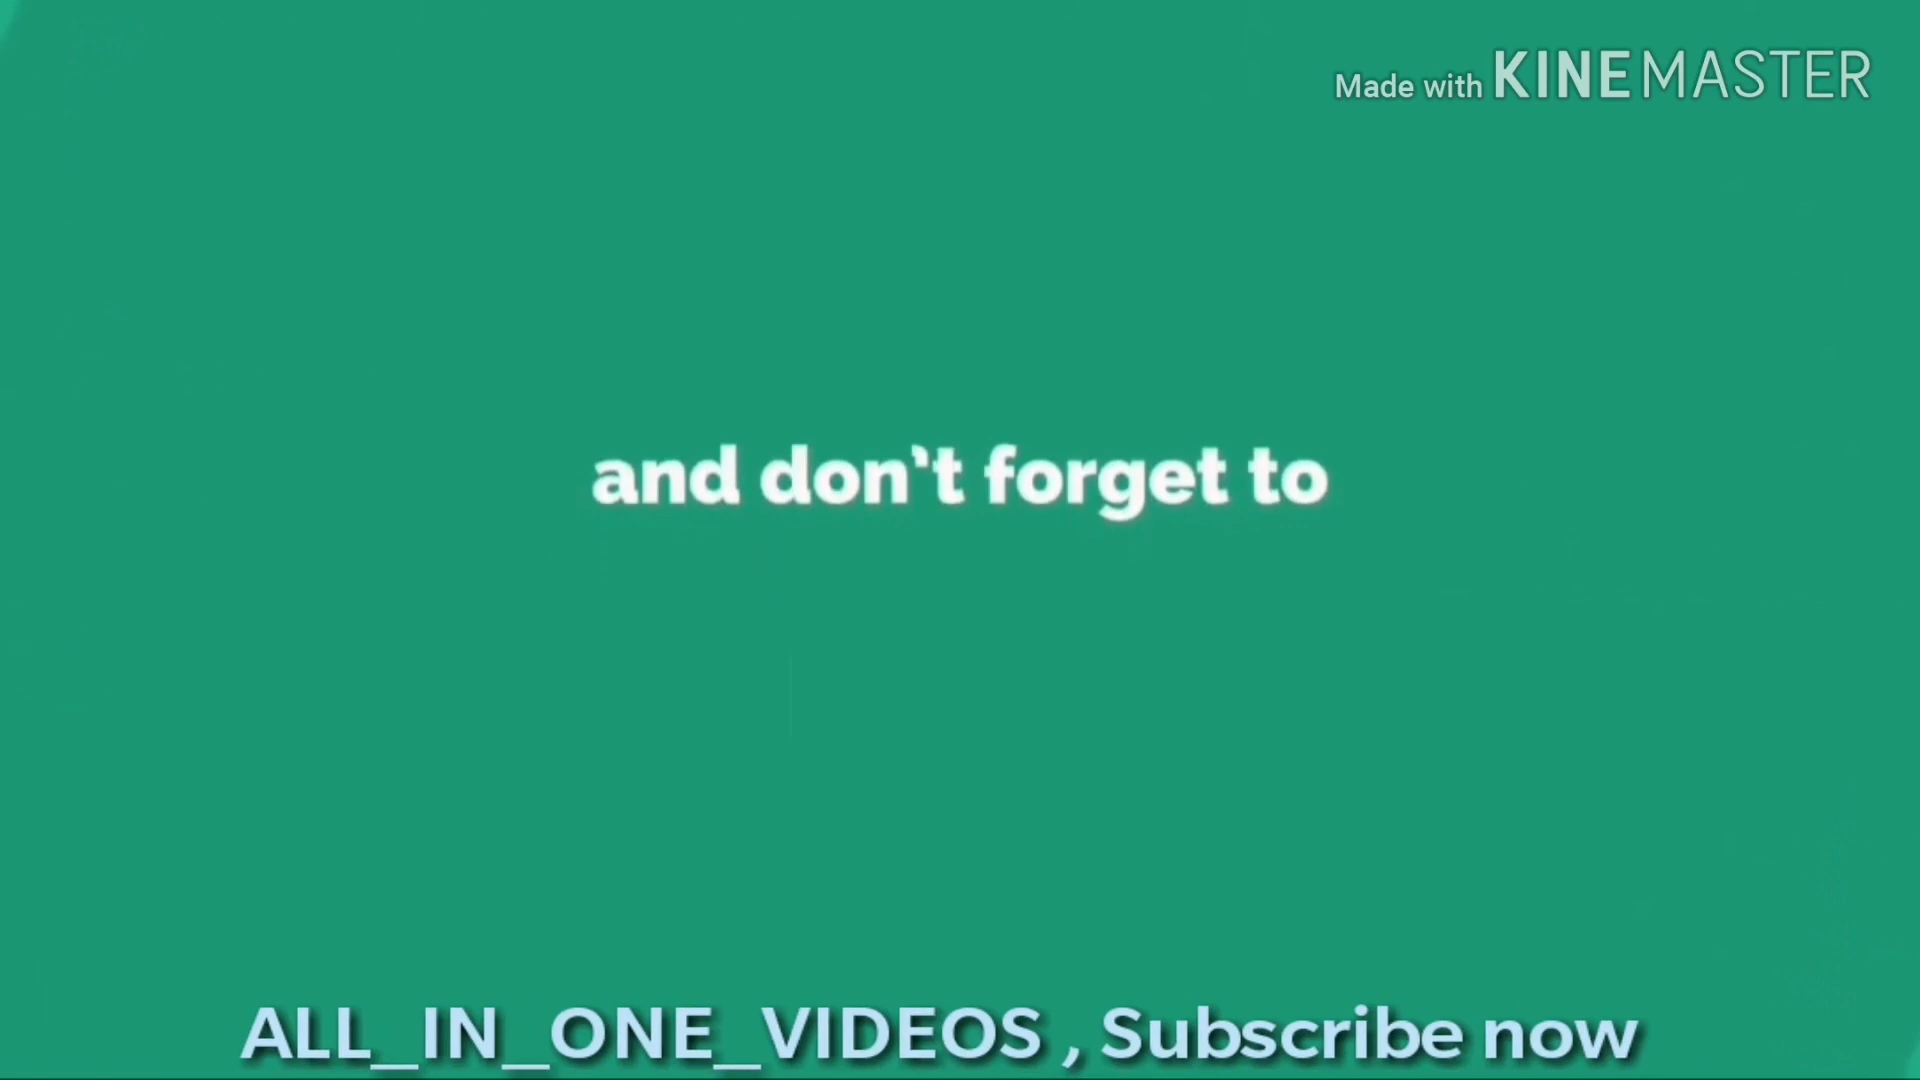 Made with KINEMASTER
and don't forget to
ALL_IN_ONE_VIDEOS , Subscribe now